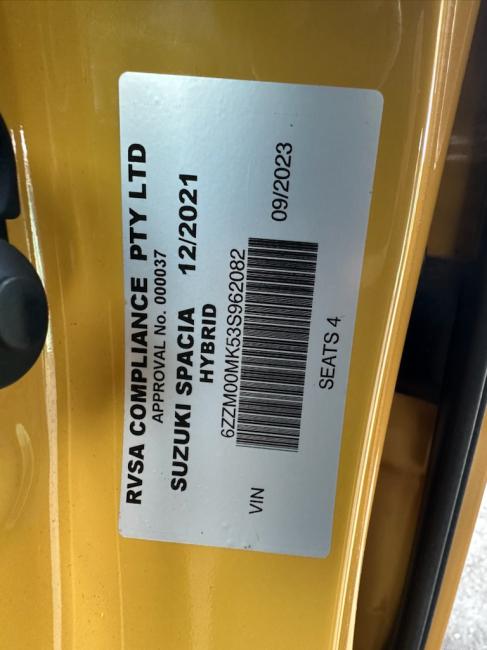 RVSA COMPLIANCE PTY LTD
APPROVAL No. 000037
SUZUKI SPACIA 12/2021
HYBRID
6ZZM00MK53S962082
VIN 09/2023
SEATS 4